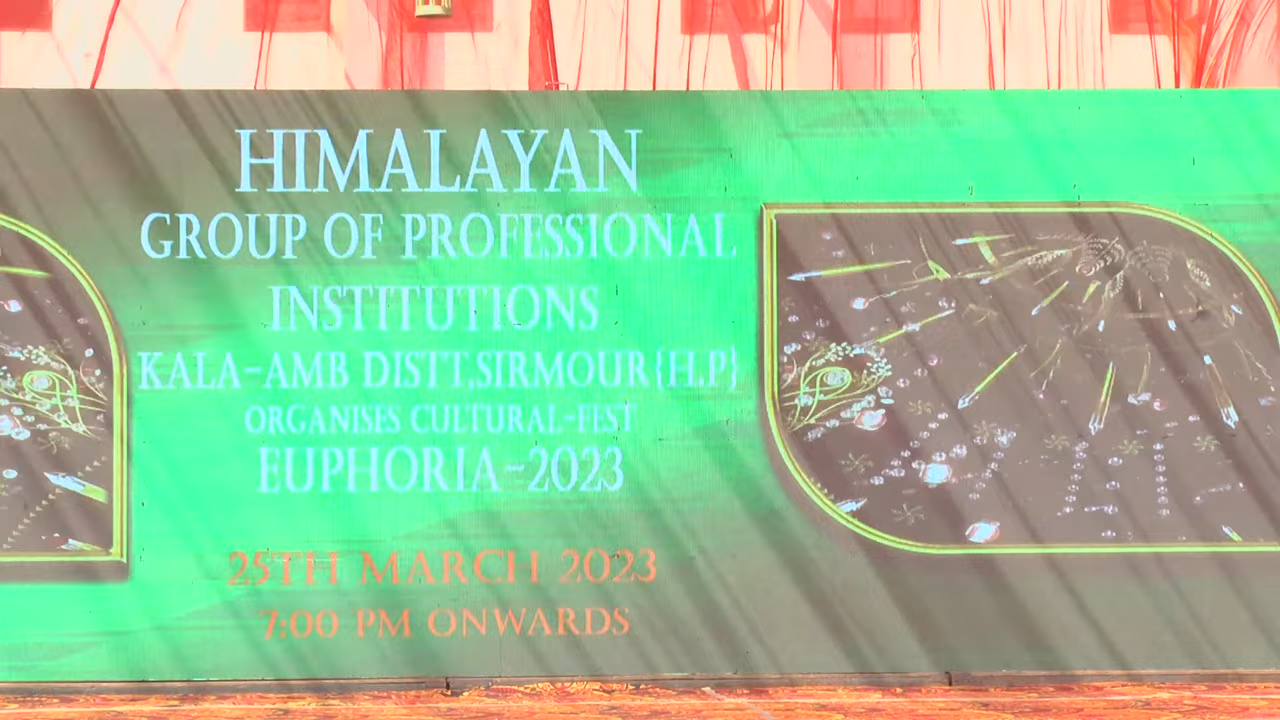 HIMALAYAN
GROUP OF PROFESSIONAL
INSTITUTIONS
KALA-AMB DISTT,SIRMOUR{H.P}
ORGANISES CULTURAL-FEST
EUPHORIA-2023
25TH MARCH 2023
7:00 PM ONWARDS